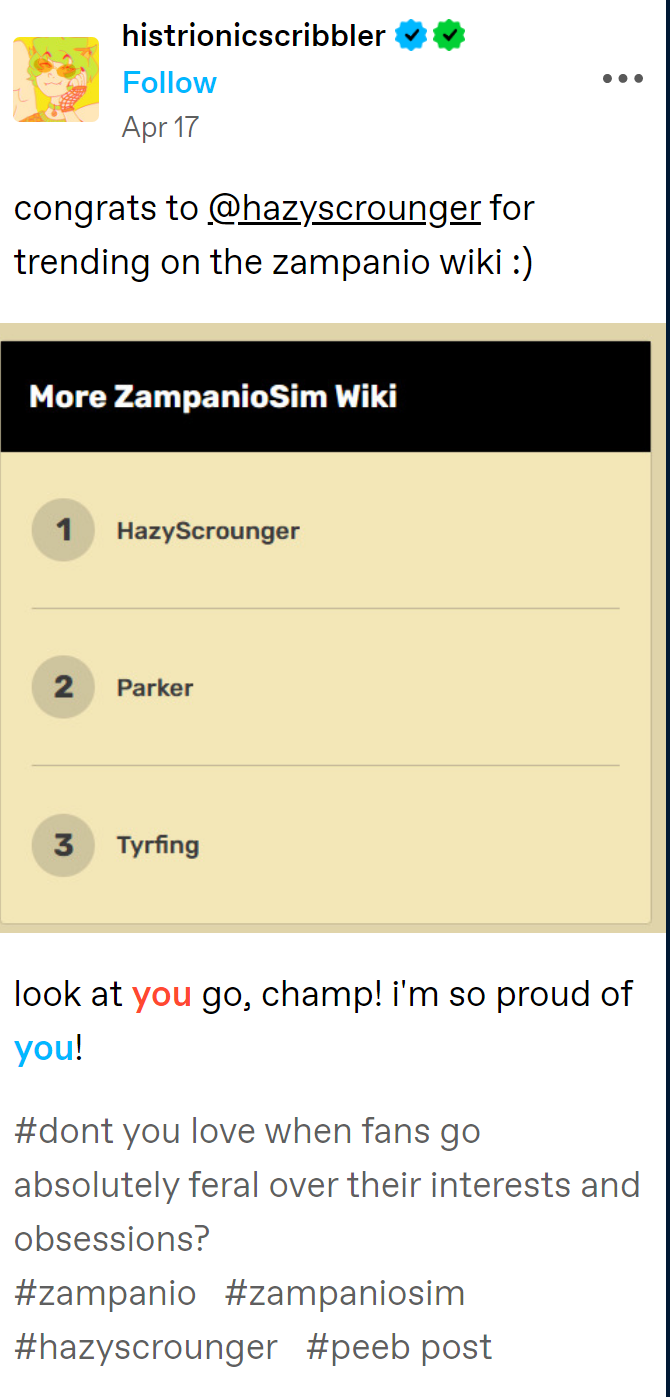 histrionicscribbler
Follow
Apr 17
congrats to @hazyscrounger for
trending on the zampanio wiki :)
More ZampanioSim Wiki
1 HazyScrounger
2 Parker
3 Tyrfing
look at you go, champ! i'm so proud of
you!
#dont you love when fans go
absolutely feral over their interests and
obsessions?
#zampanio #zampaniosim
#hazyscrounger #peeb post